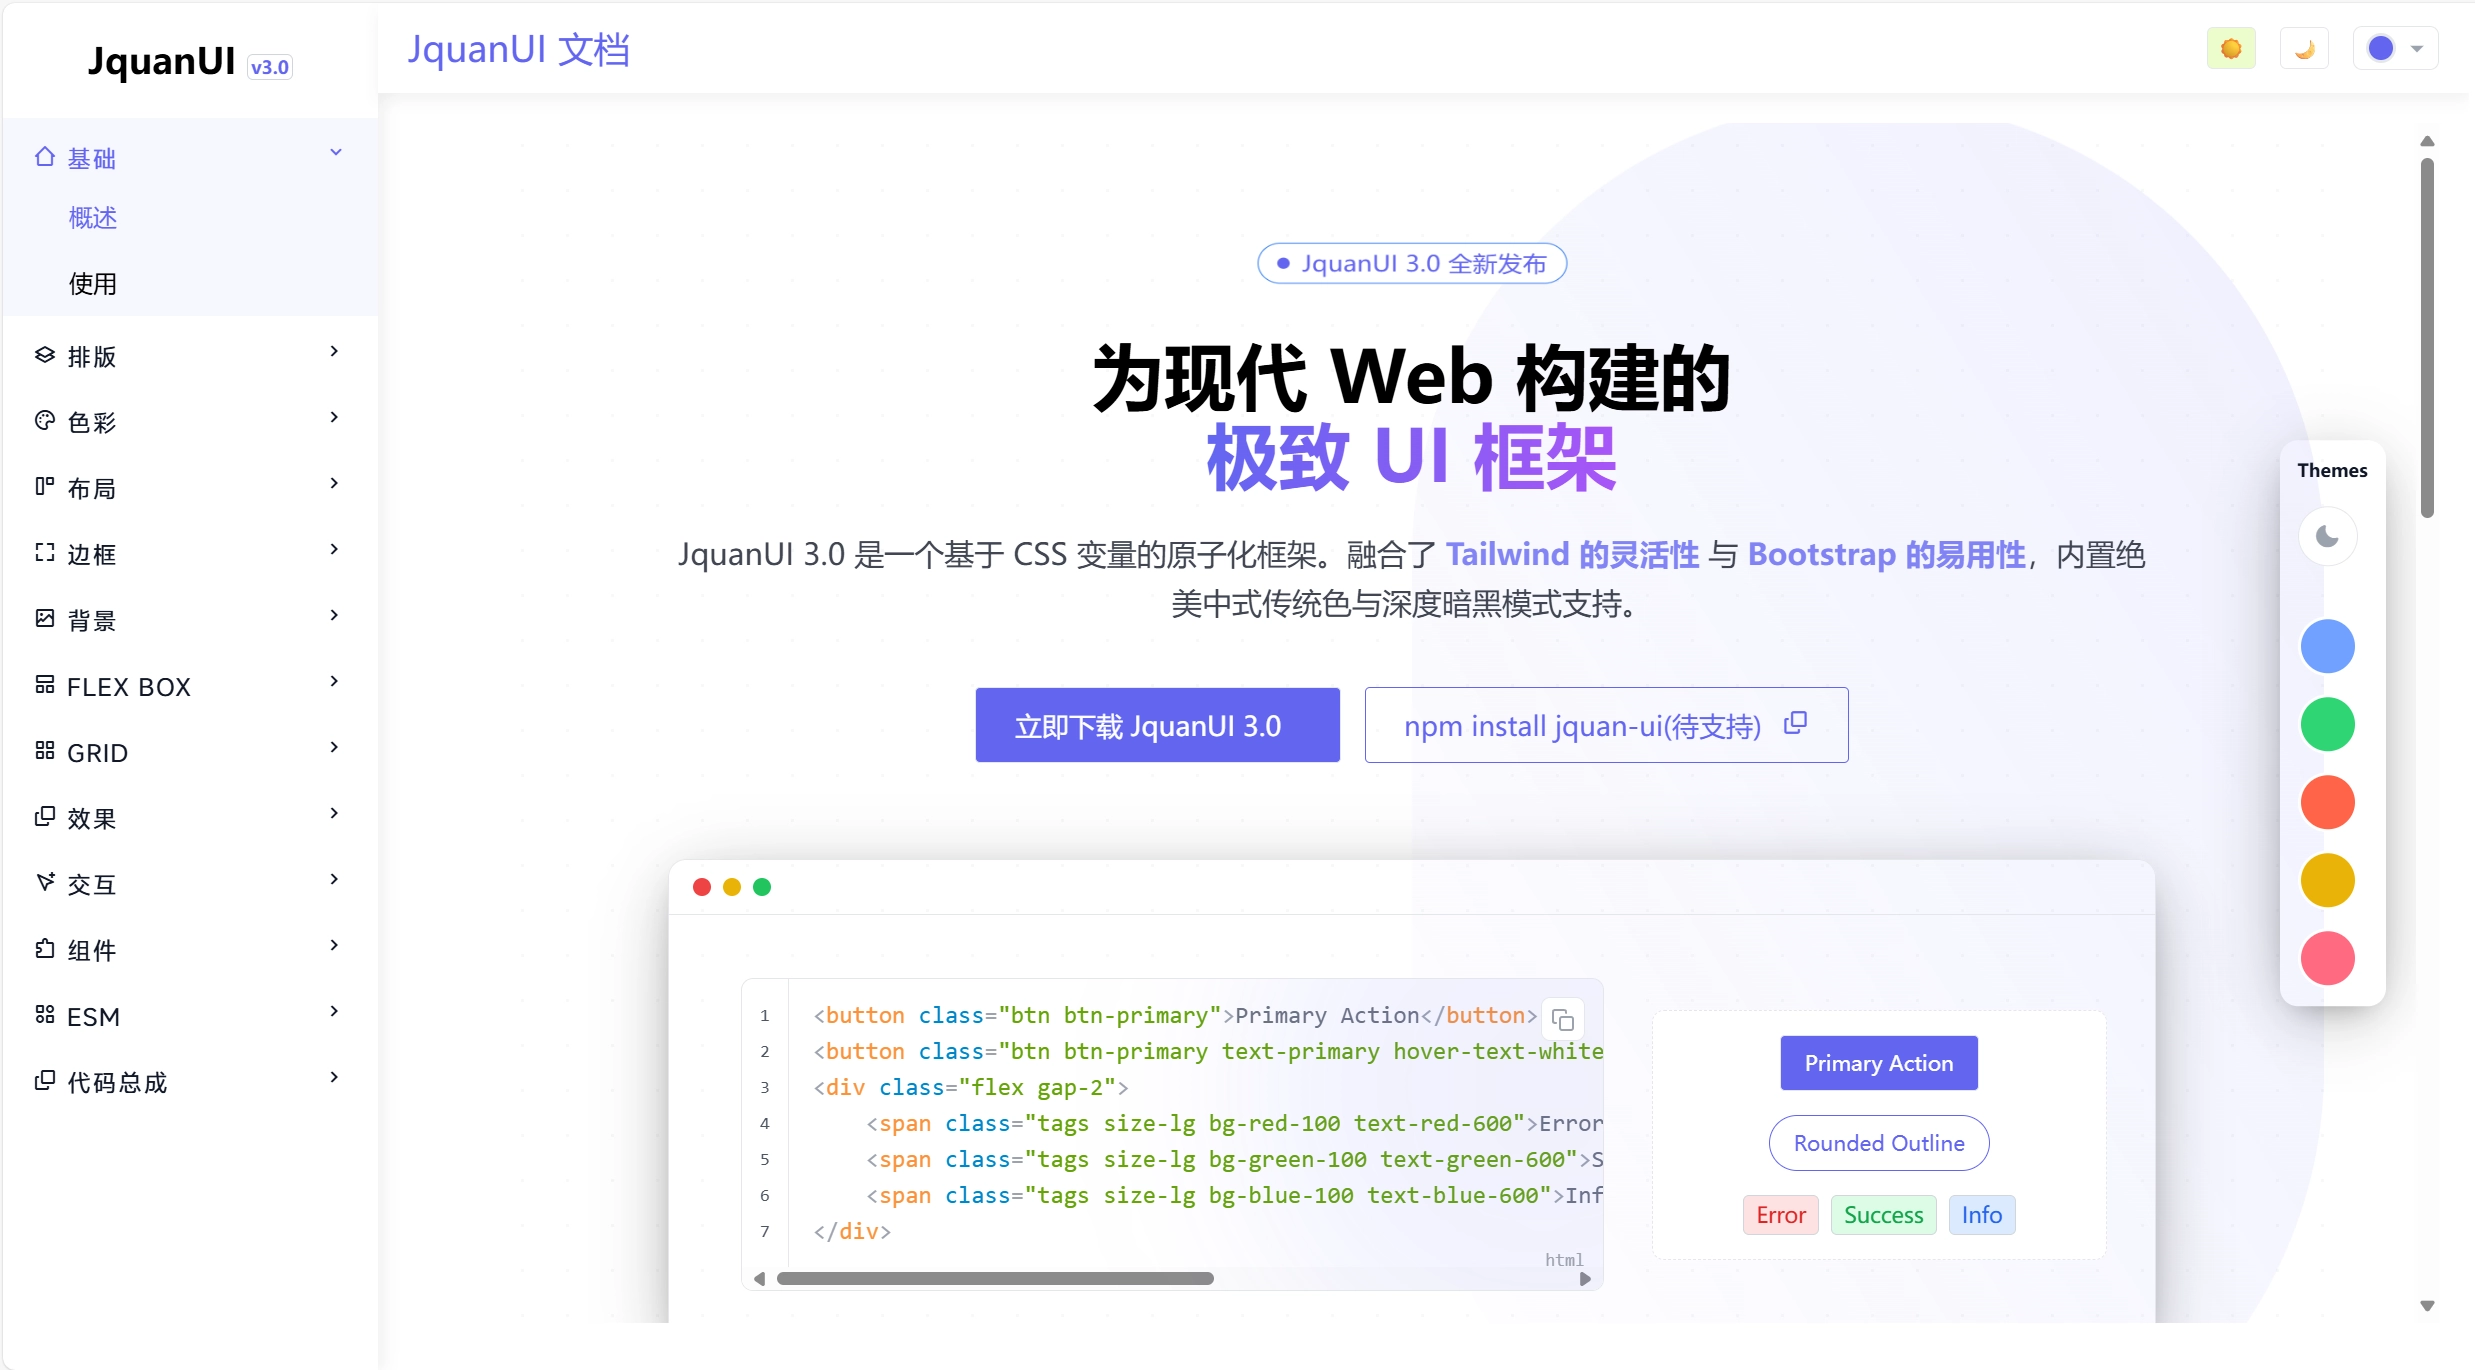 JquanUI v3.0
基础
概述
使用
排版
色彩
布局
边框
背景
FLEX BOX
GRID
效果
交互
组件
ESM
代码总成
JquanUI 文档
JquanUI 3.0 全新发布
为现代 Web 构建的
极致 UI 框架
JquanUI 3.0 是一个基于 CSS 变量的原子化框架。融合了 Tailwind 的灵活性 与 Bootstrap 的易用性，内置绝
美中式传统色与深度暗黑模式支持。
立即下载 JquanUI 3.0
npm install jquan-ui(待支持)
1 <button class="btn btn-primary">Primary Action</button>
2 <button class="btn btn-primary text-primary hover-text-white
3 <div class="flex gap-2">
4 <span class="tags size-lg bg-red-100 text-red-600">Error
5 <span class="tags size-lg bg-green-100 text-green-600">S
6 <span class="tags size-lg bg-blue-100 text-blue-600">Inf
7 </div>
html
Primary Action
Rounded Outline
Error Success Info
Themes